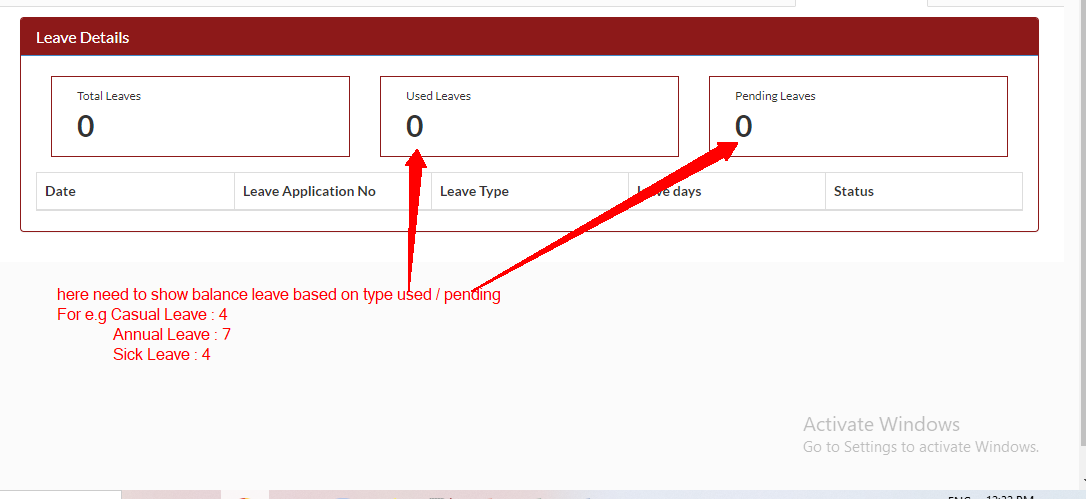 Leave Details
Total Leaves
Used Leaves
Pending Leaves
0
0
0
Date
Leave Application No
Leave Type
days
Status
here need to show balance leave based on type used / pending
For e.g Casual Leave : 4
Annual Leave : 7
Sick Leave : 4
Activate Windows
Go to Settings to activate Windows.